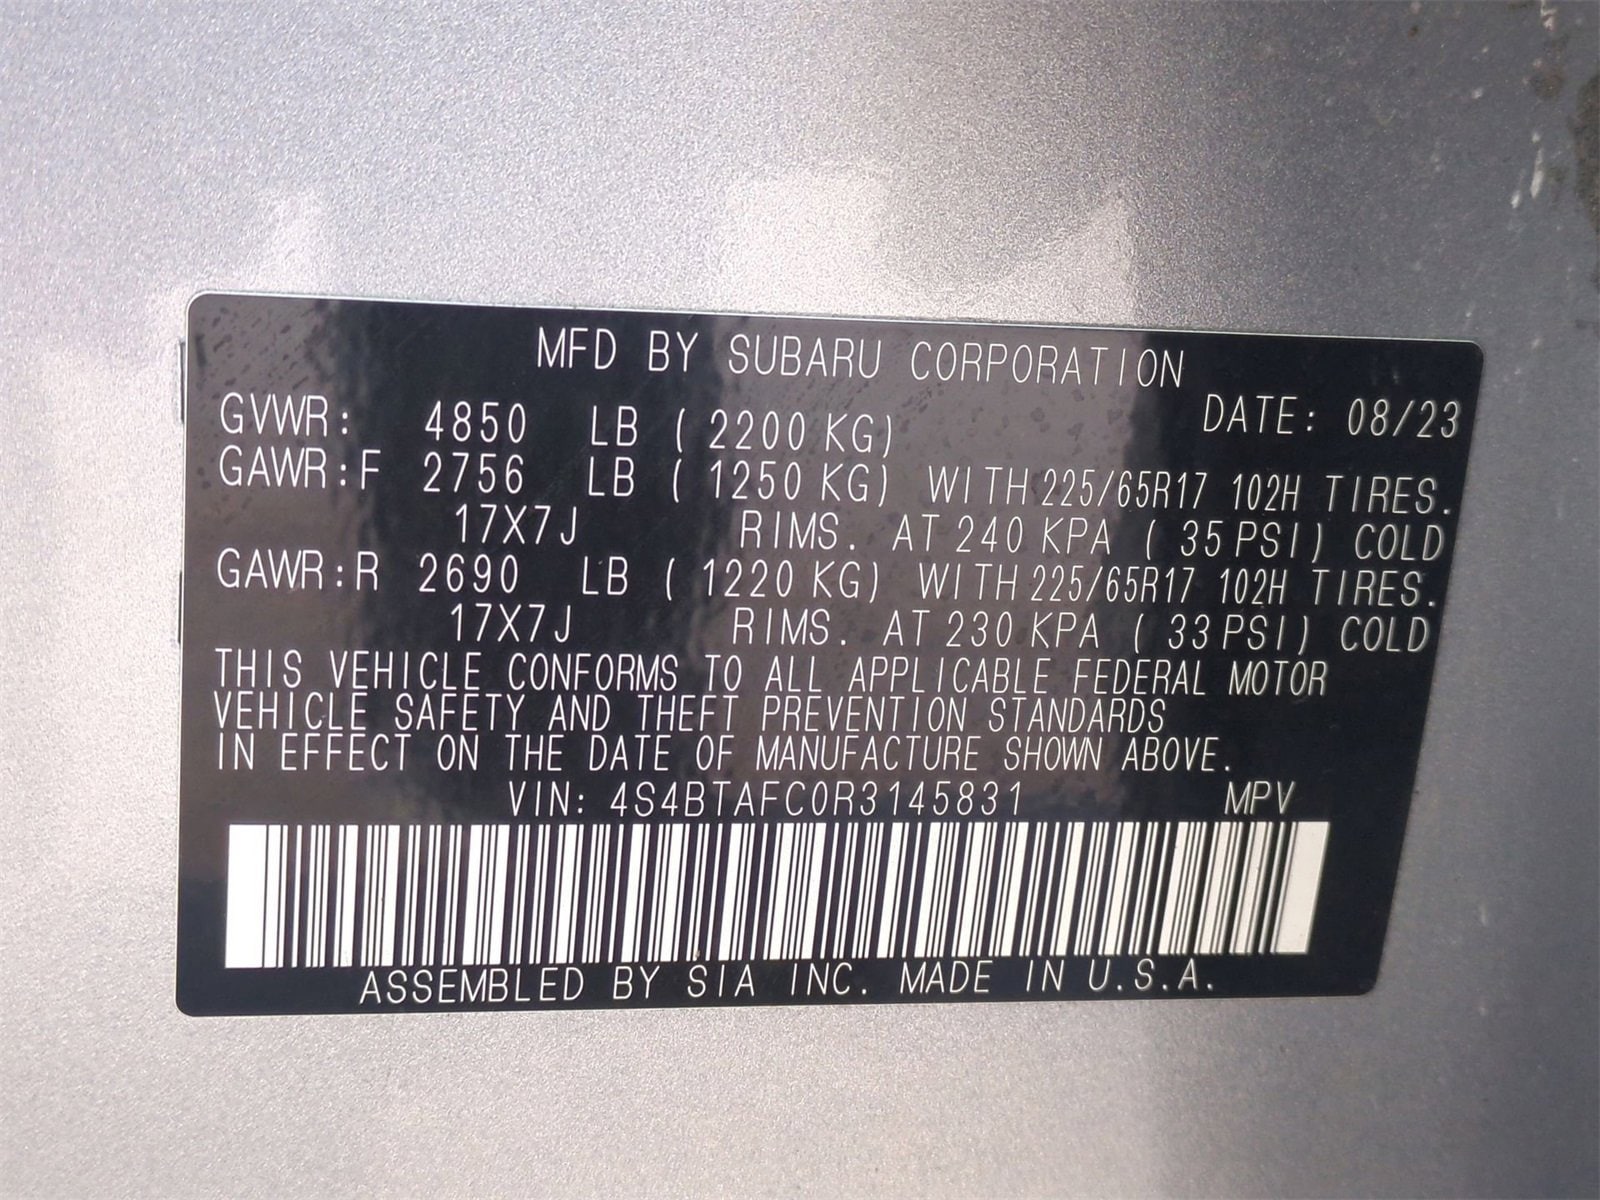 MFD BY SUBARU CORPORATION
DATE: 08/23
GVWR: 4850 LB ( 2200 KG)
GAWR:F 2756 LB ( 1250 KG) WITH 225/65R17 102H TIRES.
17X7J RIMS. AT 240 KPA ( 35 PSI) COLD
GAWR:R 2690 LB ( 1220 KG) WITH 225/65R17 102H TIRES.
17X7J RIMS. AT 230 KPA ( 33 PSI) COLD
THIS VEHICLE CONFORMS TO ALL APPLICABLE FEDERAL MOTOR
VEHICLE SAFETY AND THEFT PREVENTION STANDARDS
IN EFFECT ON THE DATE OF MANUFACTURE SHOWN ABOVE.
VIN: 4S4BTAFC0R3145831 MPV
ASSEMBLED BY SIA INC. MADE IN U.S.A.